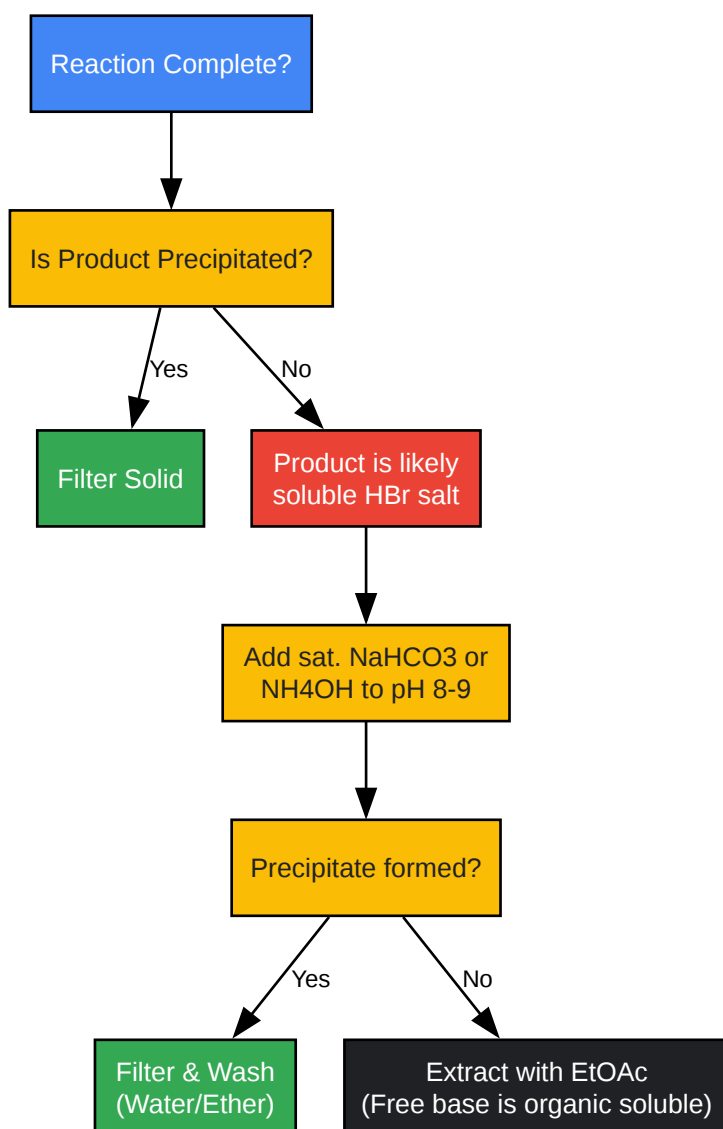 Reaction Complete?
Is Product Precipitated?
Yes
No
Filter Solid
Product is likely
soluble HBr salt
Add sat. NaHCO3 or
NH4OH to pH 8-9
Precipitate formed?
Yes
No
Filter & Wash
(Water/Ether)
Extract with EtOAc
(Free base is organic soluble)